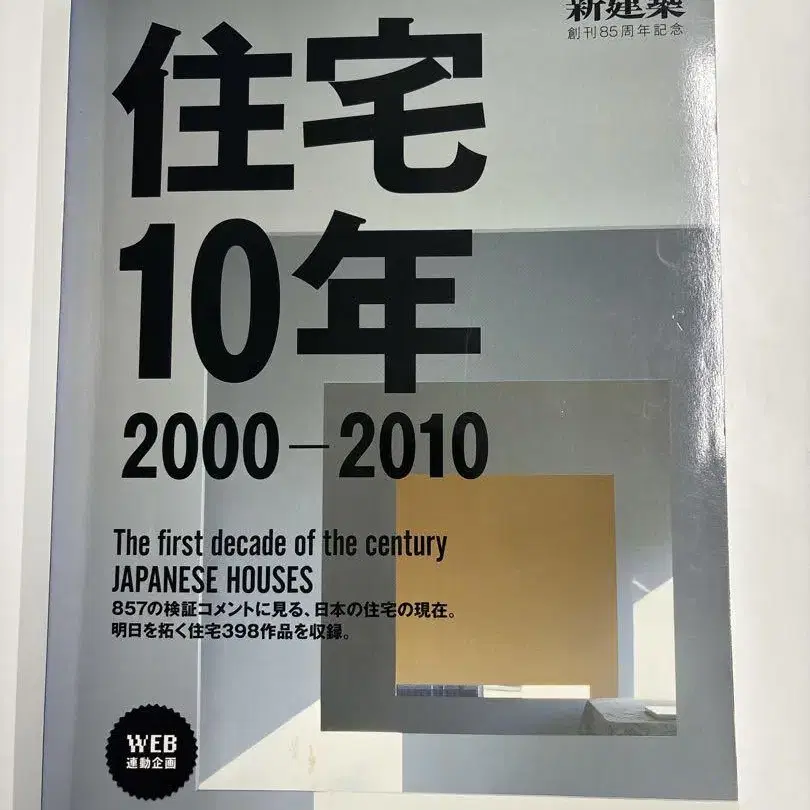 新建築
創刊85周年記念
住宅
10年
2000-2010
The first decade of the century
JAPANESE HOUSES
857の検証コメントに見る、日本の住宅の現在。
明日を拓く住宅398作品を収録。
WEB
連動企画